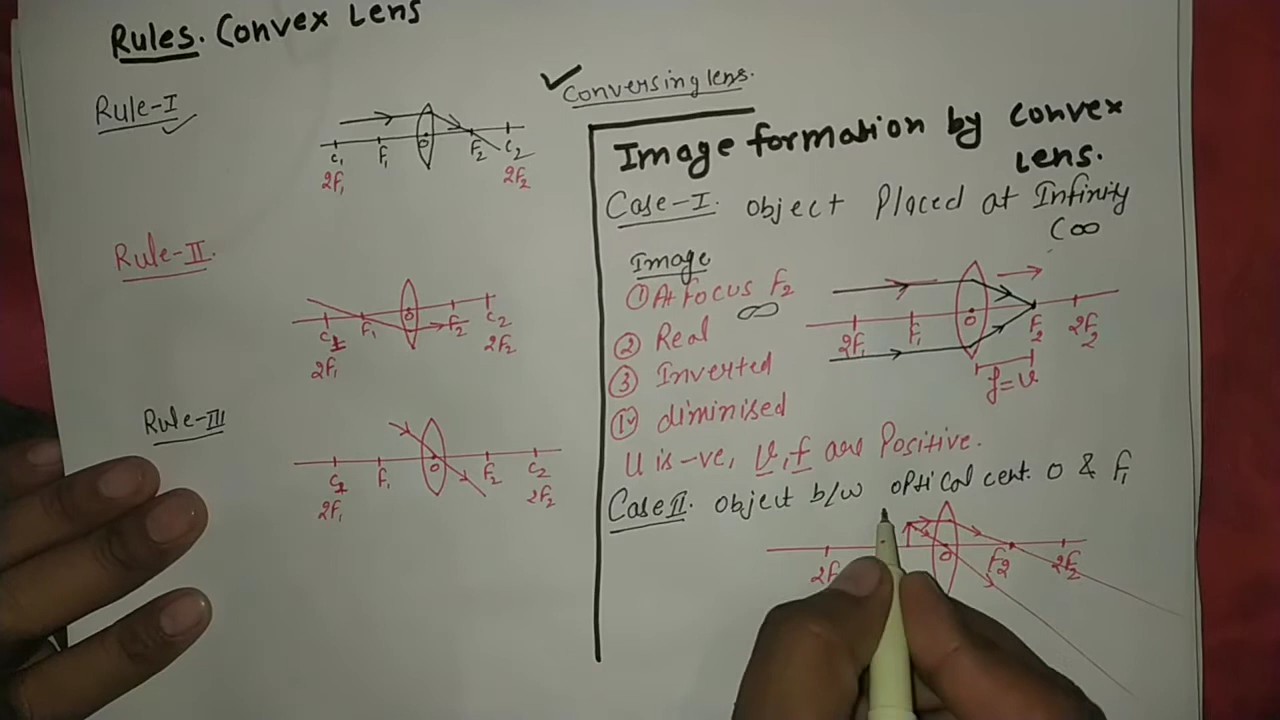 Rules. Convex Lens
Rule-I
C₁ F₁ O F₂ C₂
2F₁ 2F₂
Rule-II.
C₁ F₁ O F₂ C₂
2F₁ 2F₂
Rule-III
C₁ F₁ O F₂ C₂
2F₁ 2F₂
✓ Conversing lens.
Image formation by convex
Lens.
Case-I. object Placed at Infinity
(∞
Image
① At focus F₂
∞
② Real
③ Inverted
④ diminised
2F₁ F₁ O F₂ 2F₂
f=v
U is -ve, v, f are Positive.
Case II. object b/w optical cent. O & F₁
2F O F₂ 2F₂